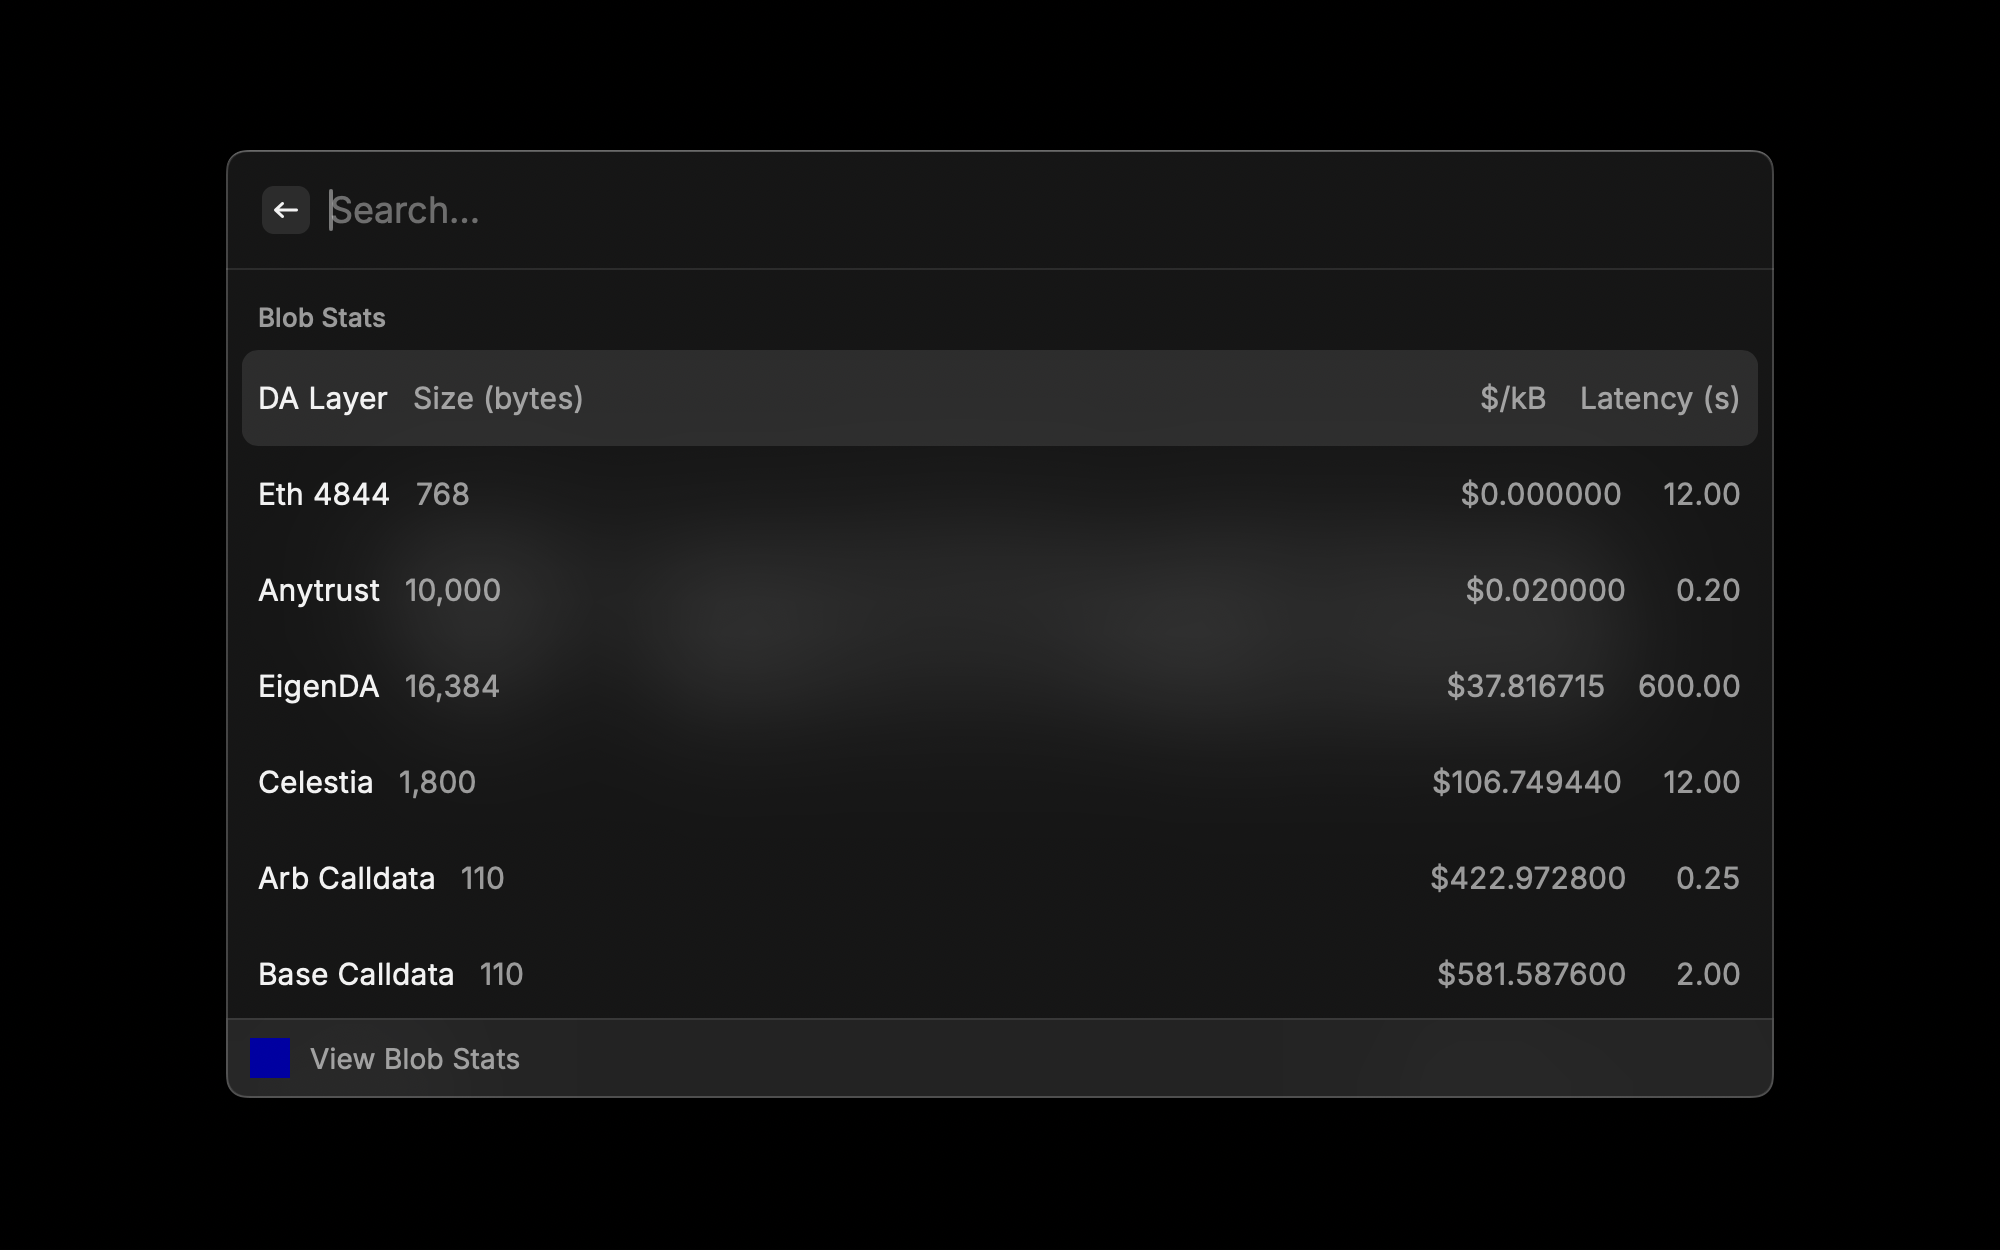 Search...
Blob Stats
DA Layer Size (bytes) $/kB Latency (s)
Eth 4844 768 $0.000000 12.00
Anytrust 10,000 $0.020000 0.20
EigenDA 16,384 $37.816715 600.00
Celestia 1,800 $106.749440 12.00
Arb Calldata 110 $422.972800 0.25
Base Calldata 110 $581.587600 2.00
View Blob Stats